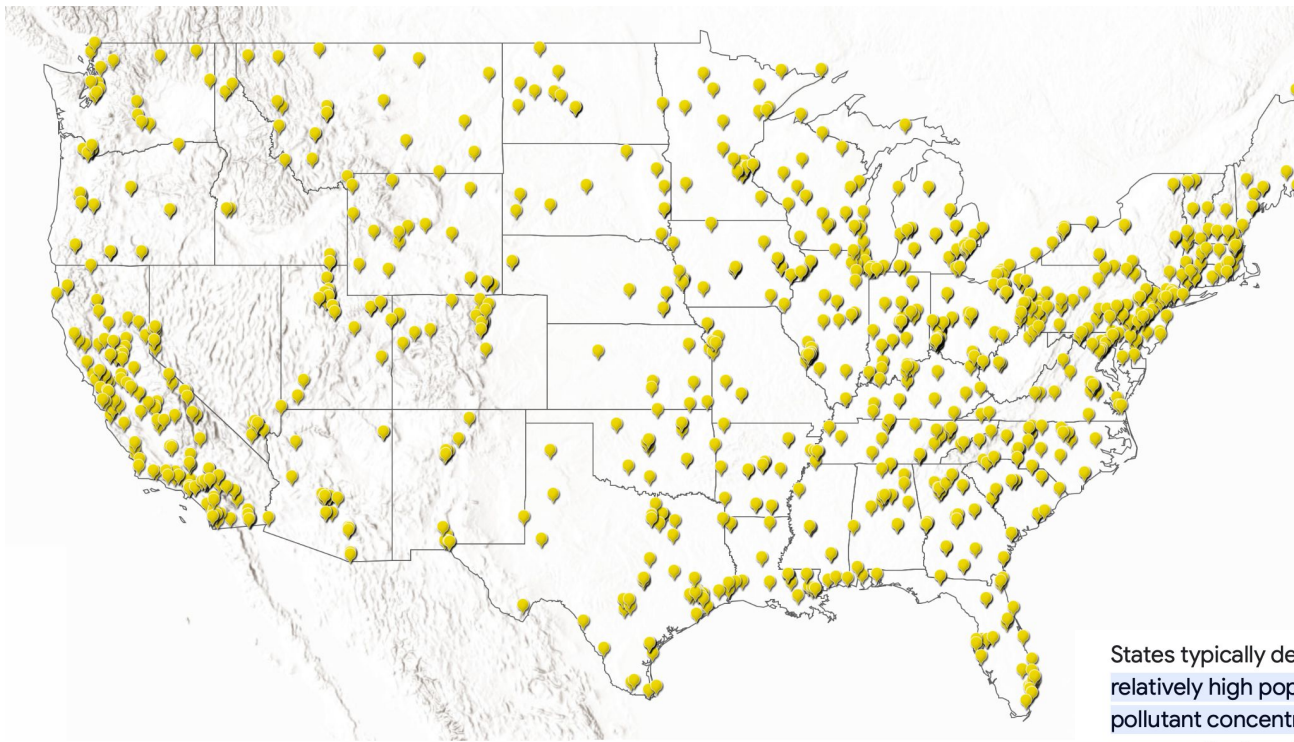 States typically de
relatively high pop
pollutant concentr